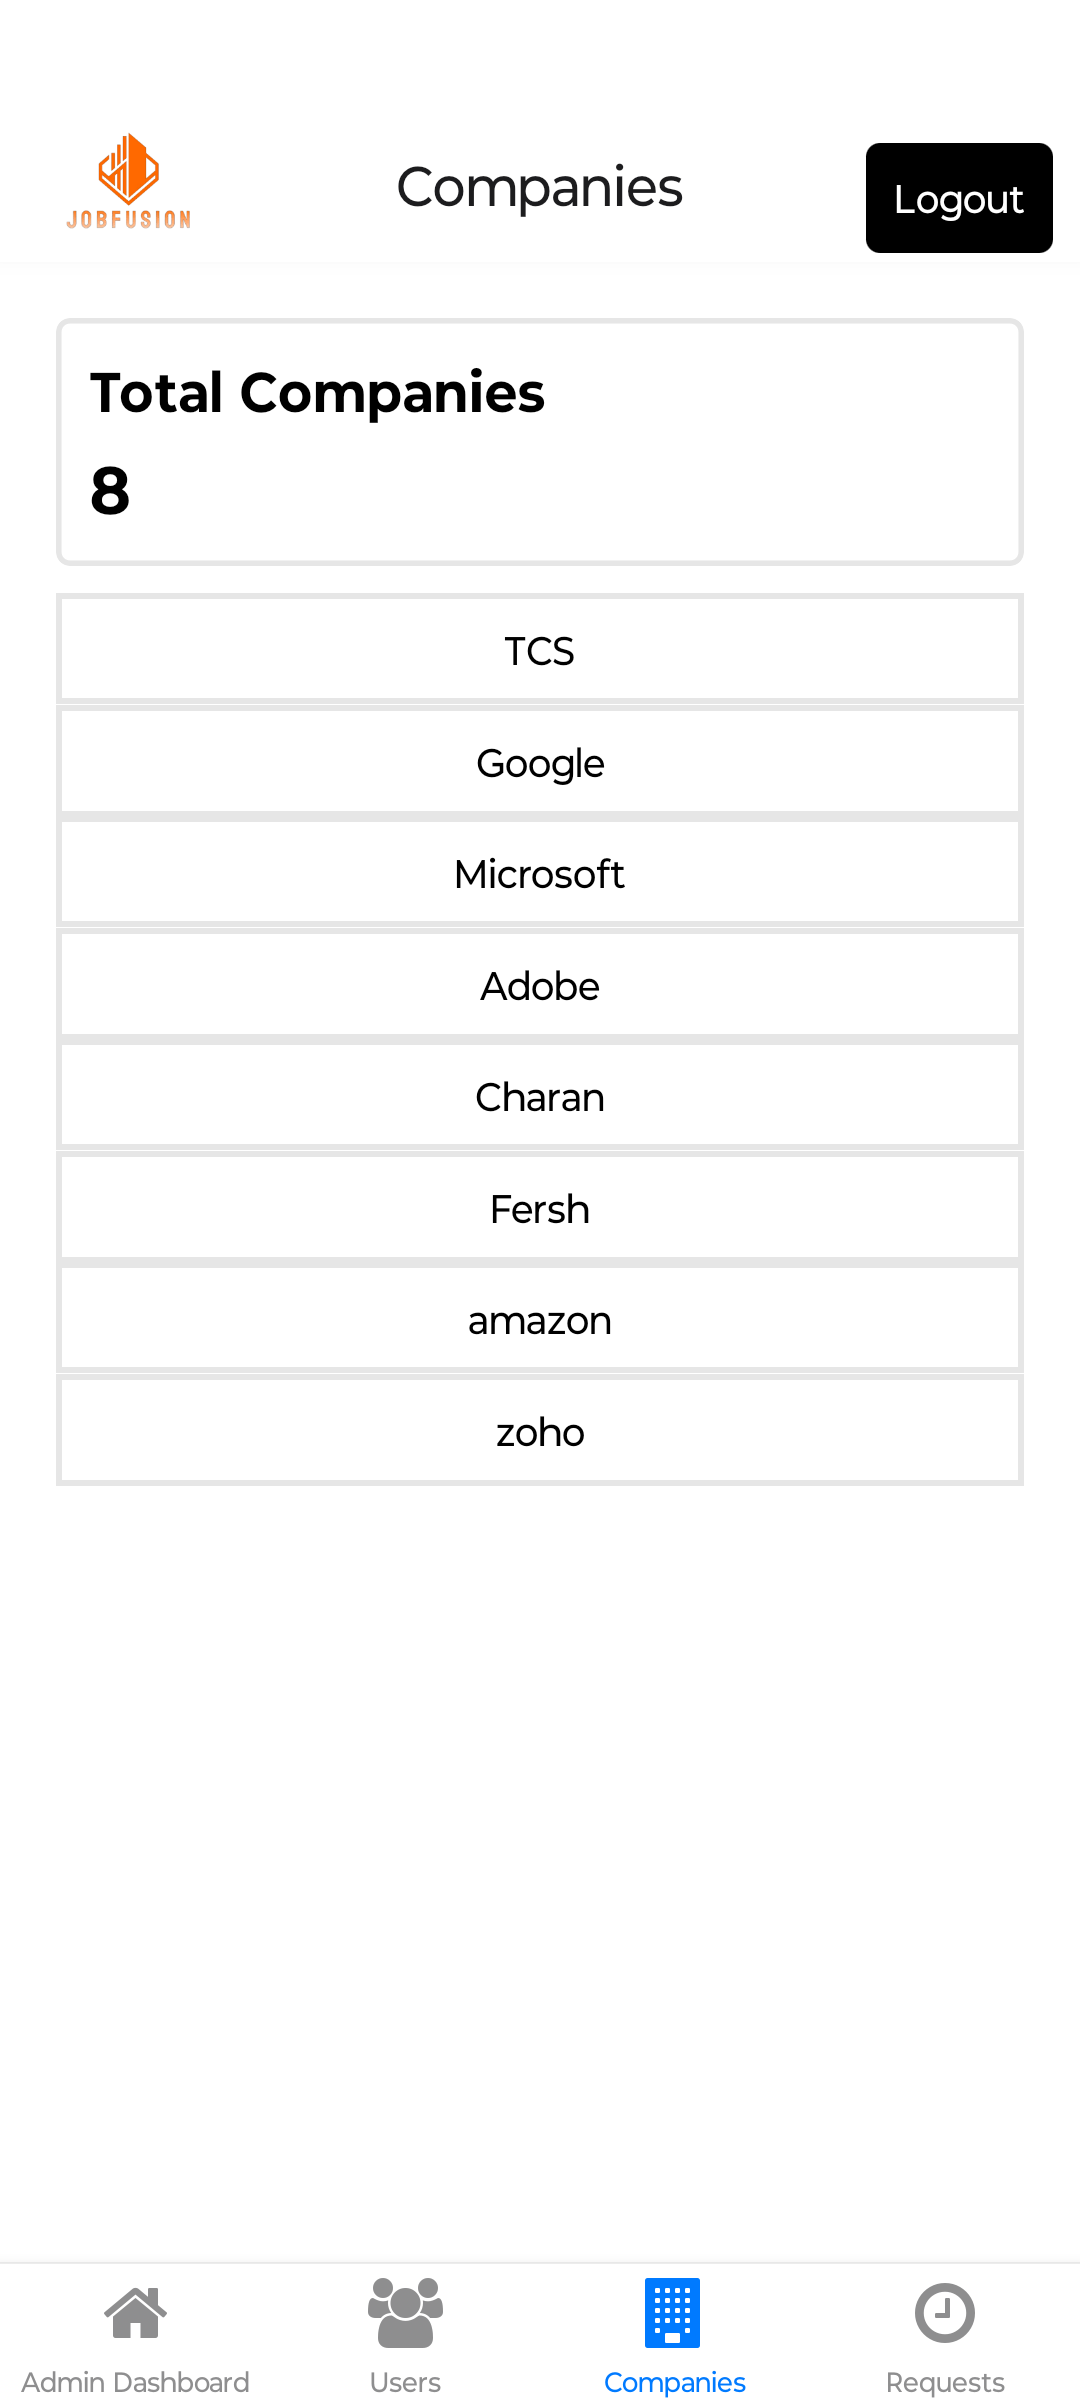 JOBFUSION
Companies
Logout
Total Companies
8
TCS
Google
Microsoft
Adobe
Charan
Fersh
amazon
zoho
Admin Dashboard
Users
Companies
Requests